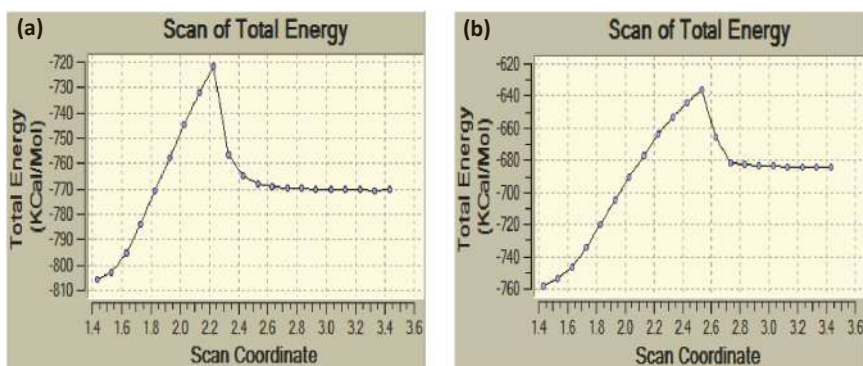 (a)
Scan of Total Energy
Total Energy
(KCal/Mol)
-720
-730
-740
-750
-760
-770
-780
-790
-800
-810
1.4 1.6 1.8 2.0 2.2 2.4 2.6 2.8 3.0 3.2 3.4 3.6
Scan Coordinate
(b)
Scan of Total Energy
Total Energy
(KCal/Mol)
-620
-640
-660
-680
-700
-720
-740
-760
1.4 1.6 1.8 2.0 2.2 2.4 2.6 2.8 3.0 3.2 3.4 3.6
Scan Coordinate